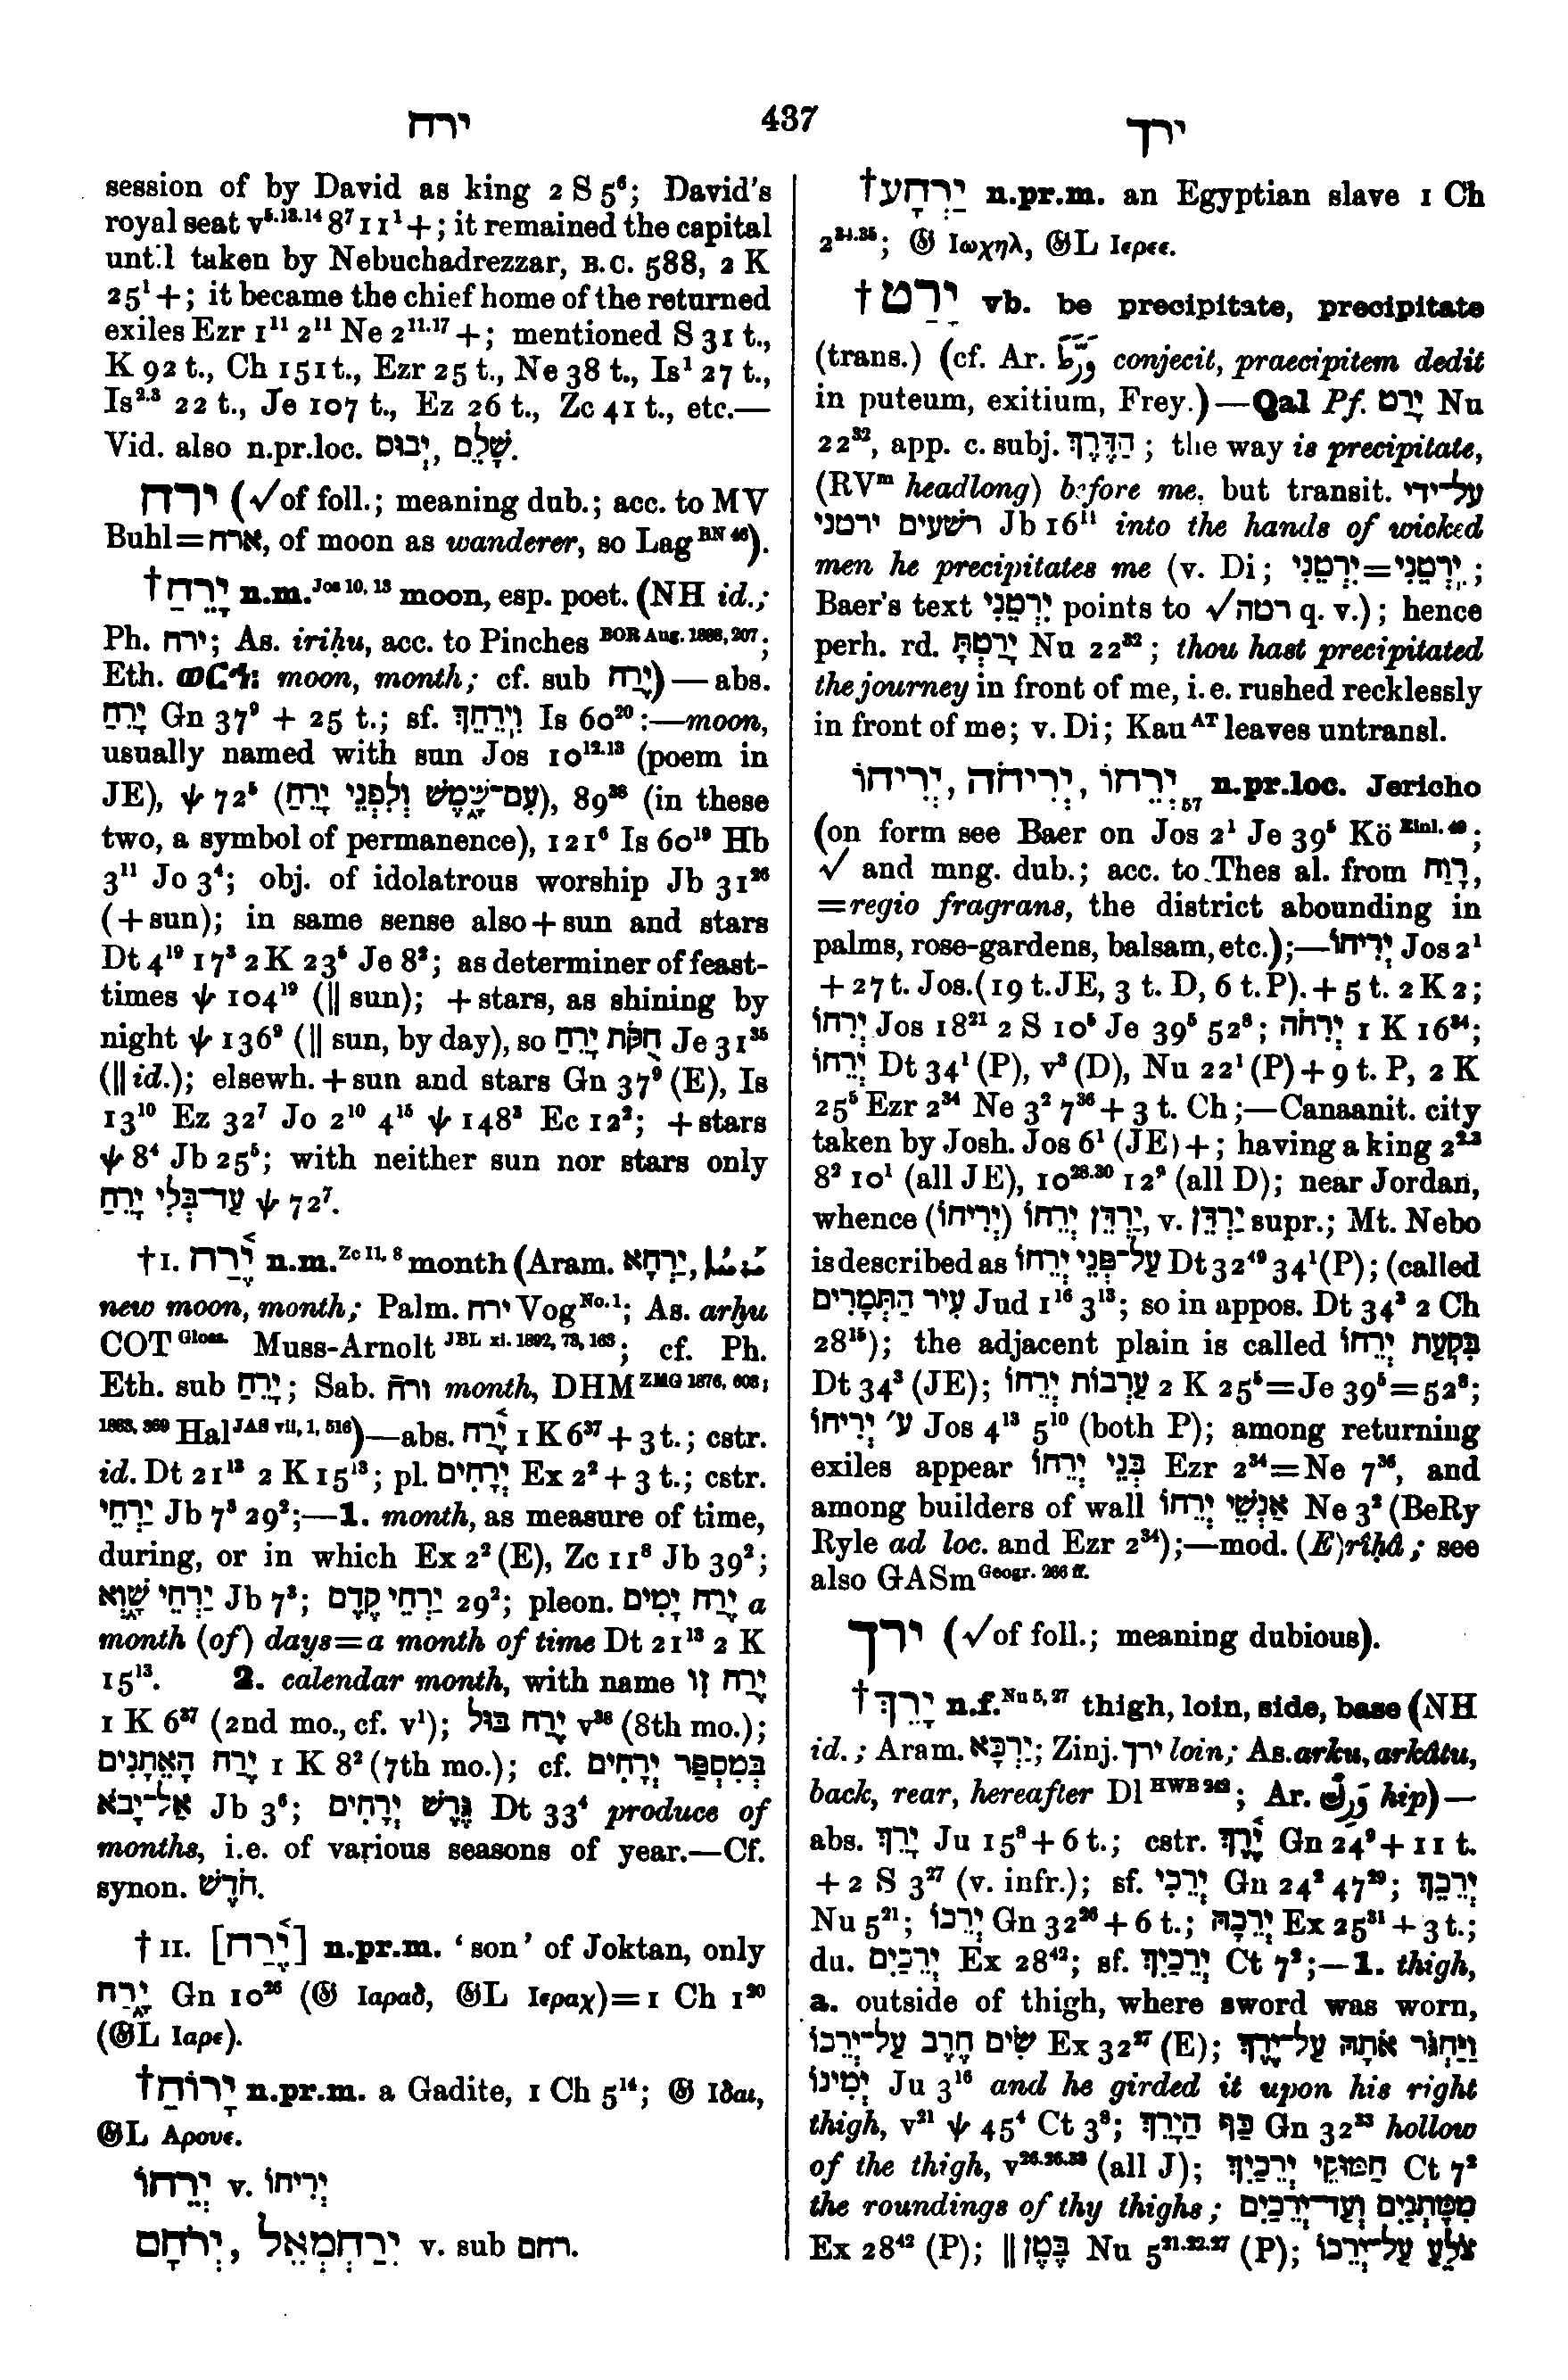 ירח
437
ירך
session of by David as king 2 S 5⁶; David's
royal seat v⁵·¹³·¹⁴ 8⁷ 11¹+; it remained the capital
until taken by Nebuchadrezzar, B.C. 588, 2 K
25¹+; it became the chief home of the returned
exiles Ezr 1¹¹ 2¹¹ Ne 2¹¹·¹⁷+; mentioned S 31 t.,
K 92 t., Ch 151 t., Ezr 25 t., Ne 38 t., Is¹ 27 t.,
Is²·³ 22 t., Je 107 t., Ez 26 t., Zc 41 t., etc.—
Vid. also n.pr.loc. יְבוּס, שָׁלֵם.
ירח (√ of foll.; meaning dub.; acc. to MV
Buhl=ארח, of moon as wanderer, so Lag BN 46).
†יָרֵחַ n.m. Jos 10, 13 moon, esp. poet. (NH id.;
Ph. ירח; As. iriḫu, acc. to Pinches BOR Aug. 1888, 207;
Eth. ወርኅ: moon, month; cf. sub יָרֵחַ)—abs.
יָרֵחַ Gn 37⁹ + 25 t.; sf. וִירֵחֵךְ Is 60²⁰:—moon,
usually named with sun Jos 10¹²·¹³ (poem in
JE), ψ 72⁵ (עִם־שֶׁמֶשׁ וְלִפְנֵי יָרֵחַ), 89³⁸ (in these
two, a symbol of permanence), 121⁶ Is 60¹⁹ Hb
3¹¹ Jo 3⁴; obj. of idolatrous worship Jb 31²⁶
(+sun); in same sense also+sun and stars
Dt 4¹⁹ 17³ 2 K 23⁵ Je 8²; as determiner of feast-
times ψ 104¹⁹ (|| sun); +stars, as shining by
night ψ 136⁹ (|| sun, by day), so חֻקֹּת יָרֵחַ Je 31³⁵
(|| id.); elsewh.+sun and stars Gn 37⁹ (E), Is
13¹⁰ Ez 32⁷ Jo 2¹⁰ 4¹⁵ ψ 148³ Ec 12²; +stars
ψ 8⁴ Jb 25⁵; with neither sun nor stars only
עַד־בְּלִי יָרֵחַ ψ 72⁷.
†I. יֶ֫רַח n.m. Zc 11, 8 month (Aram. יַרְחָא, ܝܰܪܚܳܐ
new moon, month; Palm. ירח Vog No. 1; As. arḫu
COT Gloss. Muss-Arnolt JBL xi. 1892, 73, 163; cf. Ph.
Eth. sub יָרֵחַ; Sab. ורח month, DHM ZMG 1876, 608;
1883, 369 Hal JAS vii, 1, 516)—abs. יֶ֫רַח 1 K 6³⁷+3 t.; cstr.
id. Dt 21¹³ 2 K 15¹³; pl. יְרָחִים Ex 2²+3 t.; cstr.
יַרְחֵי Jb 7³ 29²;—1. month, as measure of time,
during, or in which Ex 2² (E), Zc 11⁸ Jb 39²;
יַרְחֵי שָׁוְא Jb 7³; יַרְחֵי קֶדֶם 29²; pleon. יֶרַח יָמִים a
month (of) days=a month of time Dt 21¹³ 2 K
15¹³. 2. calendar month, with name יֶרַח זִו
1 K 6³⁷ (2nd mo., cf. v¹); יֶרַח בּוּל v³⁸ (8th mo.);
יֶרַח הָאֵתָנִים 1 K 8² (7th mo.); cf. בְּמִסְפַּר יְרָחִים
אַל־יָבֹא Jb 3⁶; גֶּרֶשׁ יְרָחִים Dt 33⁴ produce of
months, i.e. of various seasons of year.—Cf.
synon. חֹדֶשׁ.
†II. [יֶ֫רַח] n.pr.m. ‘son’ of Joktan, only
יָרַח Gn 10²⁶ (𝔊 Ιαραδ, 𝔊L Ιεραχ)=1 Ch 1²⁰
(𝔊L Ιαρε).
†יָרוֹחַ n.pr.m. a Gadite, 1 Ch 5¹⁴; 𝔊 Ιδαι,
𝔊L Αρουε.
יְרֵחוֹ v. יְרִיחוֹ
יְרֹחָם, יְרַחְמְאֵל v. sub רחם.
†יַרְחָע n.pr.m. an Egyptian slave 1 Ch
2³⁴·³⁵; 𝔊 Ιωχηλ, 𝔊L Ιερεε.
†יָרַט vb. be precipitate, precipitate
(trans.) (cf. Ar. وَرَّطَ conjecit, praecipitem dedit
in puteum, exitium, Frey.)—Qal Pf. יָרַט Nu
22³², app. c. subj. הַדֶּרֶךְ; the way is precipitate,
(RVᵐ headlong) before me, but transit. עַל־יְדֵי
רשׁעים ירטני Jb 16¹¹ into the hands of wicked
men he precipitates me (v. Di; יִרְטֵנִי=יִירְטֵנִי;
Baer's text יִרְטֵנִי points to √רטה q. v.); hence
perh. rd. יָרַטְתָּ Nu 22³²; thou hast precipitated
the journey in front of me, i.e. rushed recklessly
in front of me; v. Di; Kau AT leaves untransl.
יְרֵחוֹ₅₇, יְרִיחֹה, יְרִיחוֹ n.pr.loc. Jericho
(on form see Baer on Jos 2¹ Je 39⁵ Kö Einl. 49;
√ and mng. dub.; acc. to Thes al. from רוח,
=regio fragrans, the district abounding in
palms, rose-gardens, balsam, etc.);—יְרִיחוֹ Jos 2¹
+27 t. Jos. (19 t. JE, 3 t. D, 6 t. P).+5 t. 2 K 2;
יְרִחוֹ Jos 18²¹ 2 S 10⁵ Je 39⁵ 52⁸; יְרִחֹה 1 K 16³⁴;
יְרֵחוֹ Dt 34¹ (P), v³ (D), Nu 22¹ (P)+9 t. P, 2 K
25⁵ Ezr 2³⁴ Ne 3² 7³⁶+3 t. Ch;—Canaanit. city
taken by Josh. Jos 6¹ (JE)+; having a king 2²·³
8² 10¹ (all JE), 10²⁸·³⁰ 12⁹ (all D); near Jordan,
whence (יְרִיחוֹ) יַרְדֵּן יְרֵחוֹ, v. יַרְדֵּן supr.; Mt. Nebo
is described as עַל־פְּנֵי יְרֵחוֹ Dt 32⁴⁹ 34¹ (P); (called
עִיר הַתְּמָרִים Jud 1¹⁶ 3¹³; so in appos. Dt 34³ 2 Ch
28¹⁵); the adjacent plain is called בִּקְעַת יְרֵחוֹ
Dt 34³ (JE); עַרְבוֹת יְרֵחוֹ 2 K 25⁵=Je 39⁵=52⁸;
ע׳ יְרִיחוֹ Jos 4¹³ 5¹⁰ (both P); among returning
exiles appear בְּנֵי יְרֵחוֹ Ezr 2³⁴=Ne 7³⁶, and
among builders of wall אַנְשֵׁי יְרֵחוֹ Ne 3² (BeRy
Ryle ad loc. and Ezr 2³⁴);—mod. (E)rîḥâ; see
also GASm Geogr. 266 ff.
ירך (√ of foll.; meaning dubious).
†יָרֵךְ n.f. Nu 5, 27 thigh, loin, side, base (NH
id.; Aram. יַרְכָּא; Zinj. ירך loin; As. arku, arkâtu,
back, rear, hereafter Dl HWB 242; Ar. وَرِكٌ hip)—
abs. יָרֵךְ Ju 15⁸+6 t.; cstr. יֶ֫רֶךְ Gn 24⁹+11 t.
+2 S 3²⁷ (v. infr.); sf. יְרֵכִי Gn 24² 47²⁹; יְרֵכֵךְ
Nu 5²¹; יְרֵכוֹ Gn 32²⁶+6 t.; יְרֵכָהּ Ex 25³¹+3 t.;
du. יְרֵכַיִם Ex 28⁴²; sf. יְרֵכַיִךְ Ct 7²;—1. thigh,
a. outside of thigh, where sword was worn,
שִׂים חֶרֶב עַל־יְרֵכוֹ Ex 32²⁷ (E); וַיַּחְגֹּר אֹתָהּ עַל־יֶרֶךְ
יְמִינוֹ Ju 3¹⁶ and he girded it upon his right
thigh, v²¹ ψ 45⁴ Ct 3⁸; כַּף הַיָּרֵךְ Gn 32³³ hollow
of the thigh, v²⁶·²⁶·³³ (all J); חַמּוּקֵי יְרֵכַיִךְ Ct 7²
the roundings of thy thighs; מִמָּתְנַיִם וְעַד־יְרֵכַיִם
Ex 28⁴² (P); || בֶּטֶן Nu 5²¹·²²·²⁷ (P); צֹלֵעַ עַל־יְרֵכוֹ